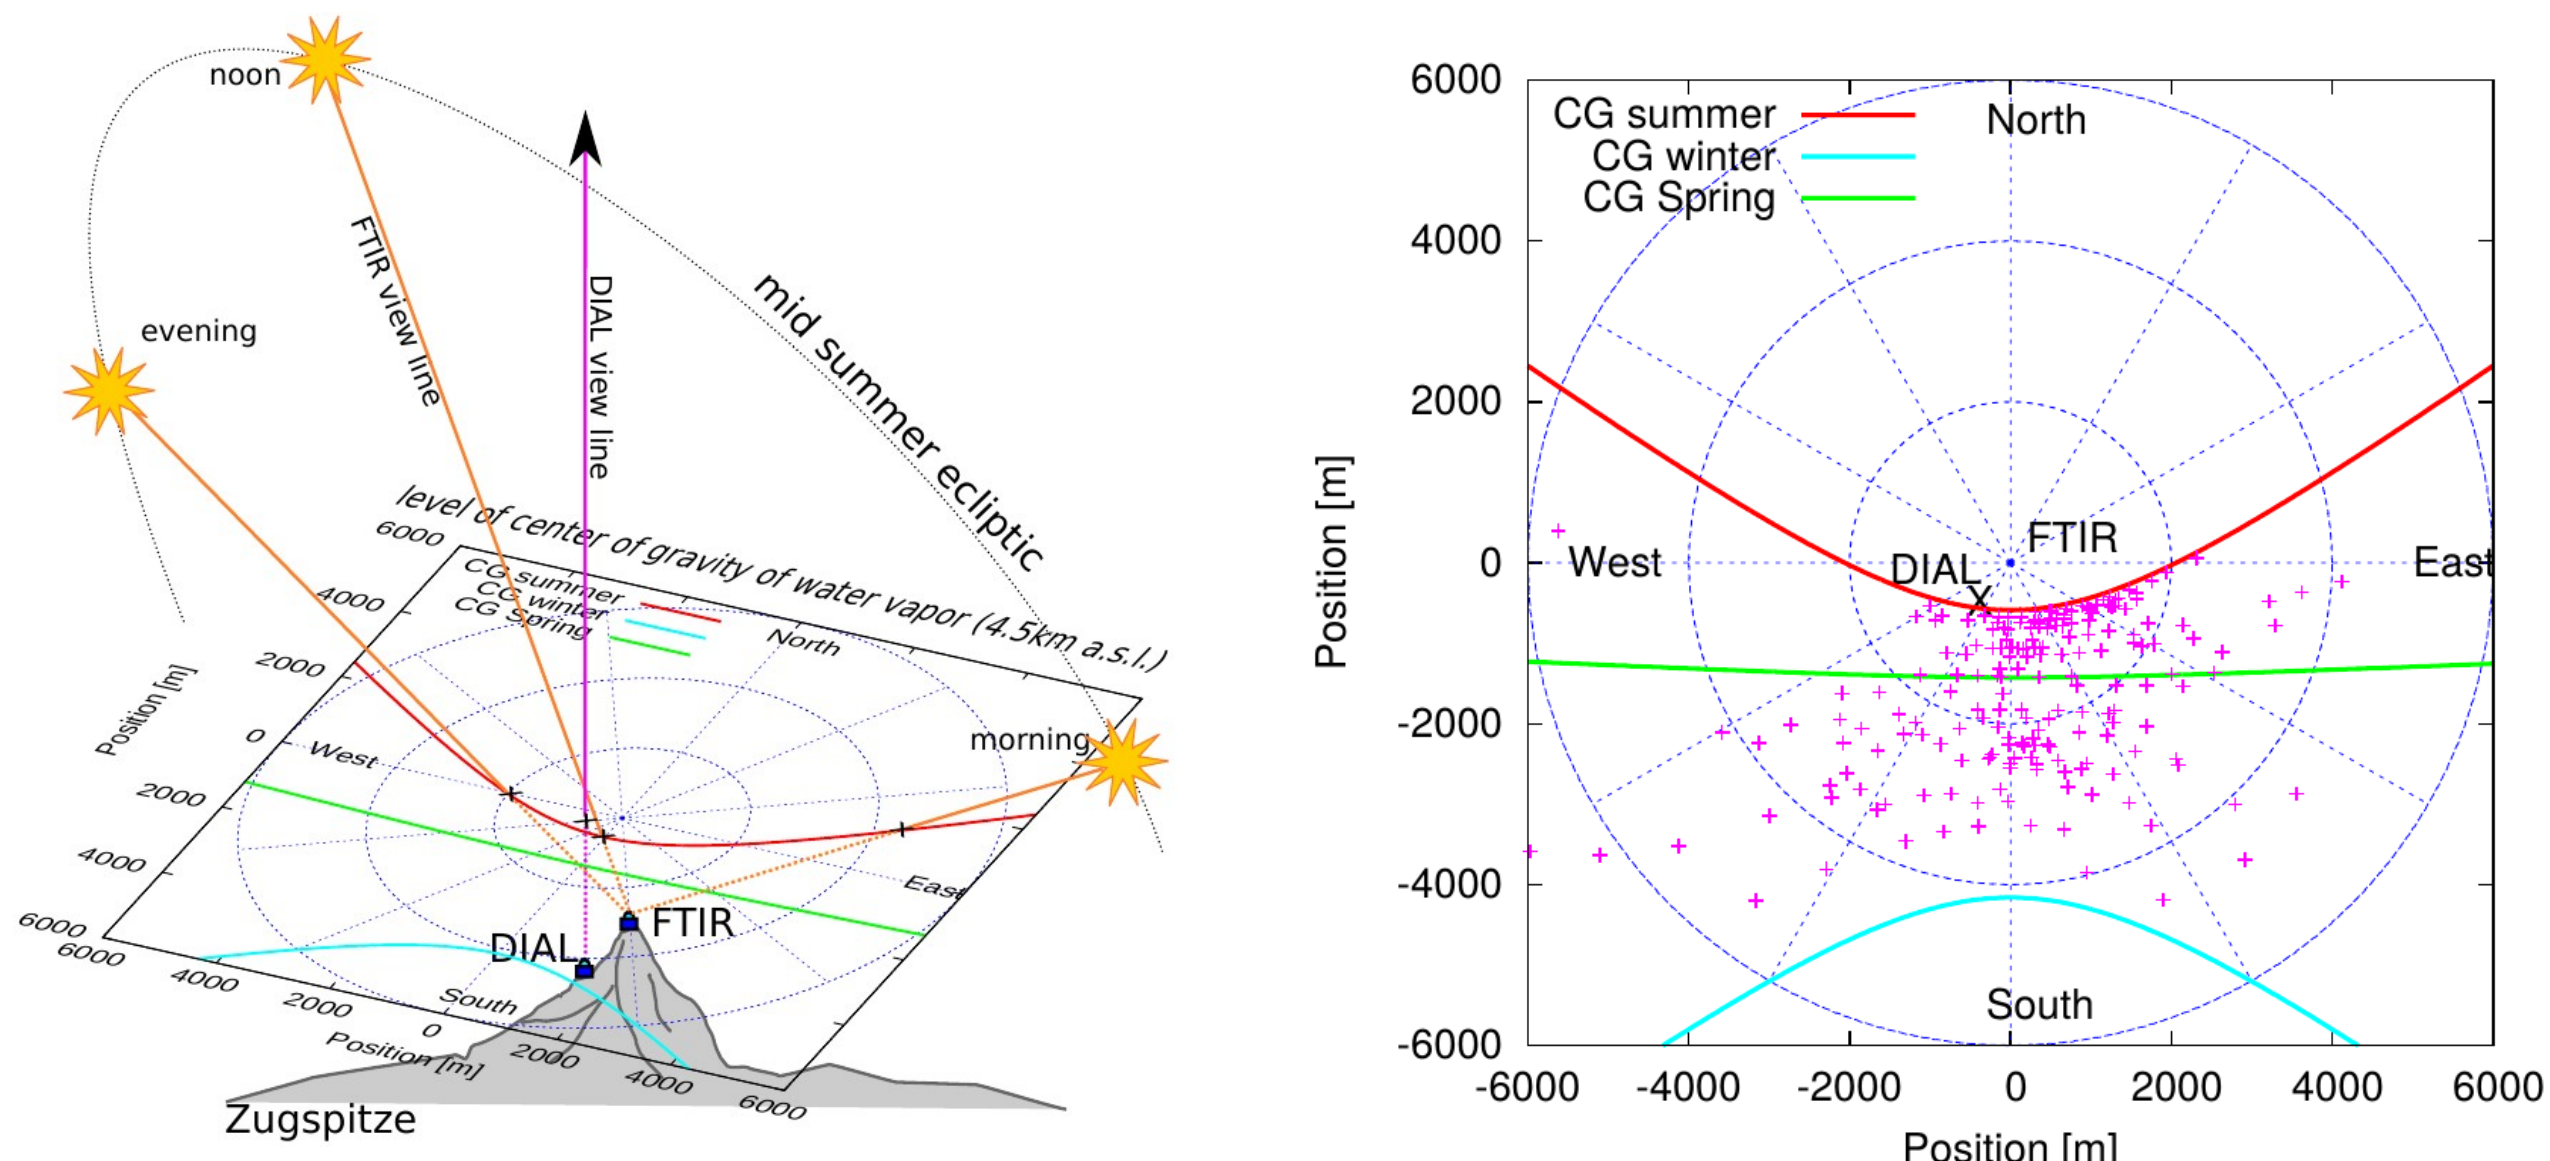 noon
evening
morning
FTIR view line
DIAL view line
mid summer ecliptic
level of center of gravity of water vapor (4.5km a.s.l.)
6000
4000
2000
0
2000
4000
6000
Position [m]
CG summer
CG winter
CG Spring
North
West
East
South
FTIR
DIAL
6000
4000
2000
0
2000
4000
6000
Position [m]
Zugspitze
6000
4000
2000
0
-2000
-4000
-6000
Position [m]
CG summer
CG winter
CG Spring
North
FTIR
DIAL
West
East
South
-6000 -4000 -2000 0 2000 4000 6000
Position [m]